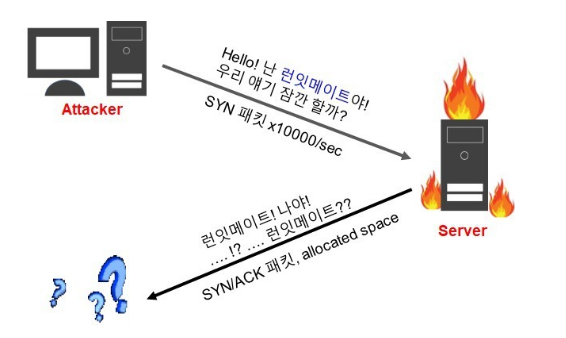 Attacker
Hello! 난 런잇메이트야!
우리 얘기 잠깐 할까?
SYN 패킷 x10000/sec
Server
런잇메이트! 나야!
.... !? .... 런잇메이트??
SYN/ACK 패킷, allocated space